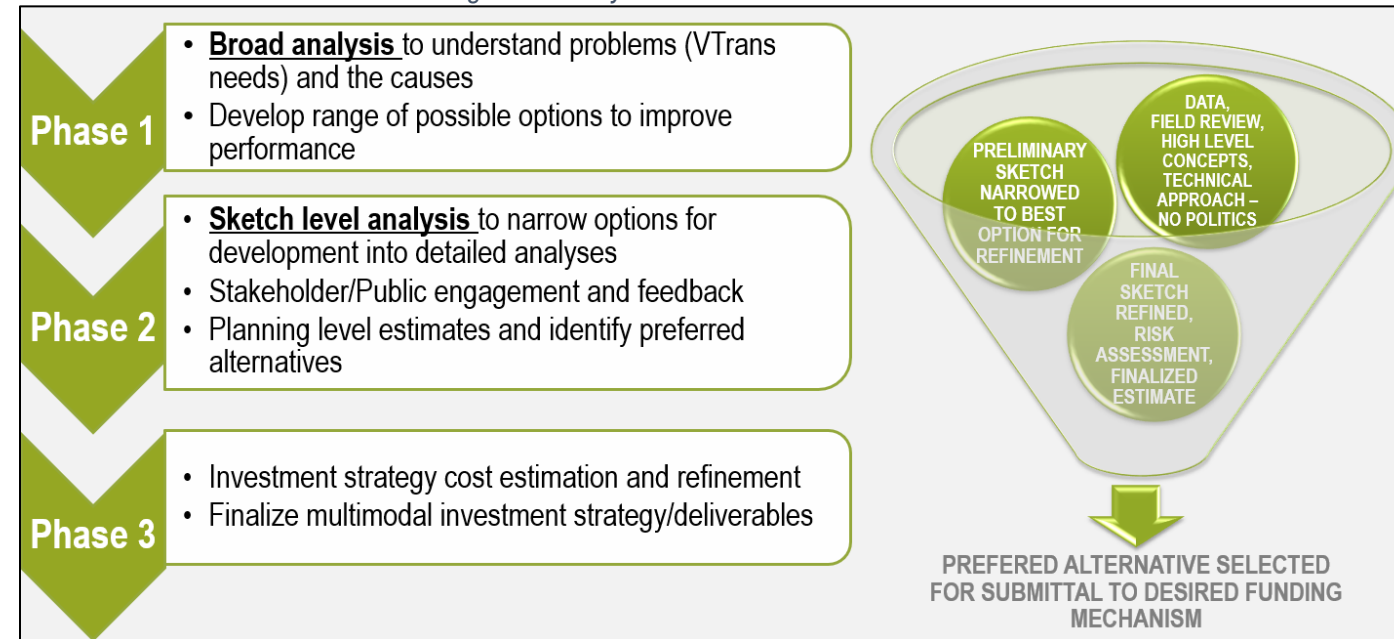 Phase 1
• Broad analysis to understand problems (VTrans
needs) and the causes
• Develop range of possible options to improve
performance
Phase 2
• Sketch level analysis to narrow options for
development into detailed analyses
• Stakeholder/Public engagement and feedback
• Planning level estimates and identify preferred
alternatives
Phase 3
• Investment strategy cost estimation and refinement
• Finalize multimodal investment strategy/deliverables
PRELIMINARY
SKETCH
NARROWED
TO BEST
OPTION FOR
REFINEMENT
DATA,
FIELD REVIEW,
HIGH LEVEL
CONCEPTS,
TECHNICAL
APPROACH –
NO POLITICS
FINAL
SKETCH
REFINED,
RISK
ASSESSMENT,
FINALIZED
ESTIMATE
PREFERED ALTERNATIVE SELECTED
FOR SUBMITTAL TO DESIRED FUNDING
MECHANISM